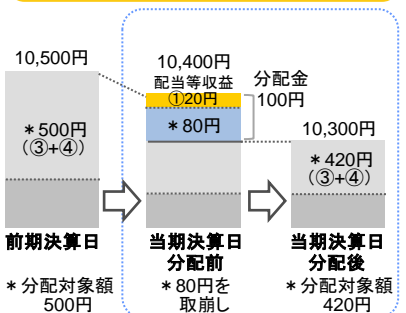 10,500円
＊500円
（③+④）
前期決算日
＊分配対象額
500円
10,400円
配当等収益
①20円
＊80円
分配金
100円
当期決算日
分配前
＊80円を
取崩し
10,300円
＊420円
（③+④）
当期決算日
分配後
＊分配対象額
420円